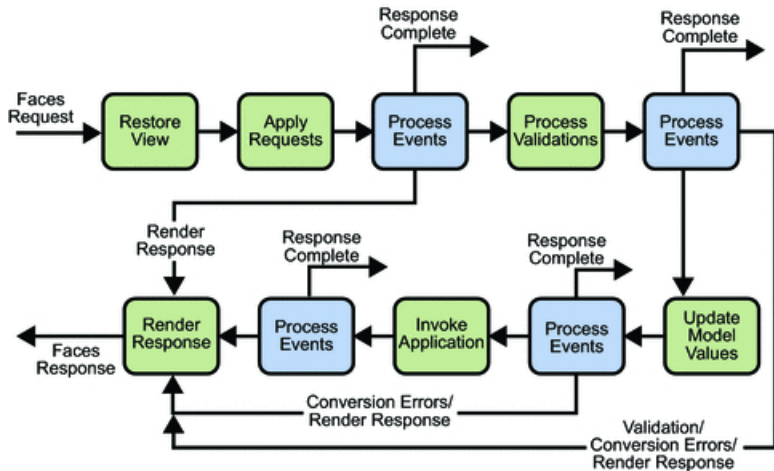 Response
Complete
Response
Complete
Faces
Request
Restore
View
Apply
Requests
Process
Events
Process
Validations
Process
Events
Render
Response
Response
Complete
Response
Complete
Render
Response
Process
Events
Invoke
Application
Process
Events
Update
Model
Values
Faces
Response
Conversion Errors/
Render Response
Validation/
Conversion Errors/
Render Response